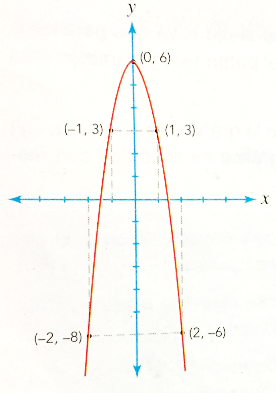 y
(0, 6)
(−1, 3)
(1, 3)
x
(−2, −8)
(2, −6)